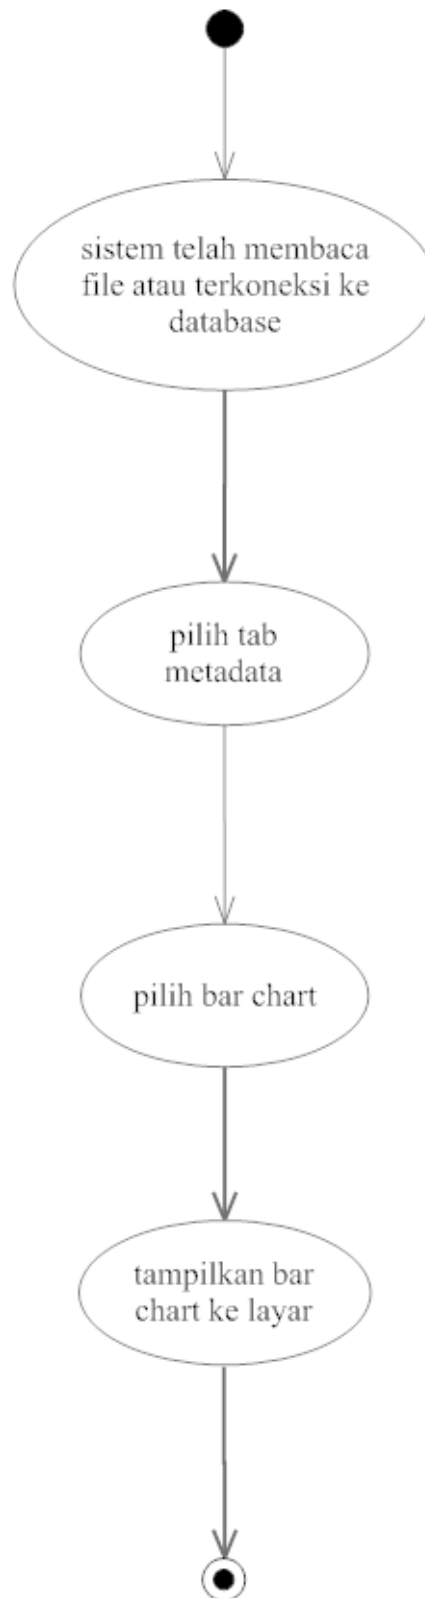 sistem telah membaca
file atau terkoneksi ke
database
pilih tab
metadata
pilih bar chart
tampilkan bar
chart ke layar